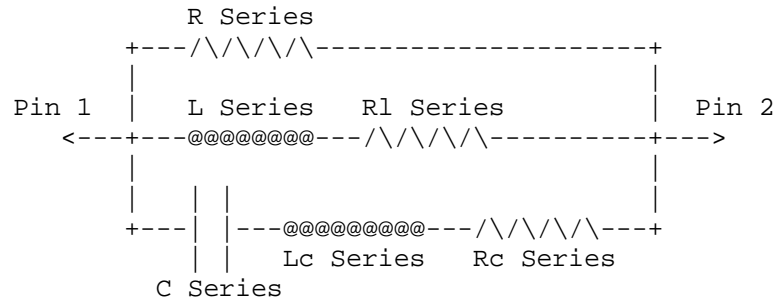 R Series
+---/\/\/\/\---------------------+
| |
Pin 1 | L Series Rl Series | Pin 2
<---+---@@@@@@@@---/\/\/\/\----------+--->
| |
| | | |
+---| |---@@@@@@@@@---/\/\/\/\---+
| | Lc Series Rc Series
C Series